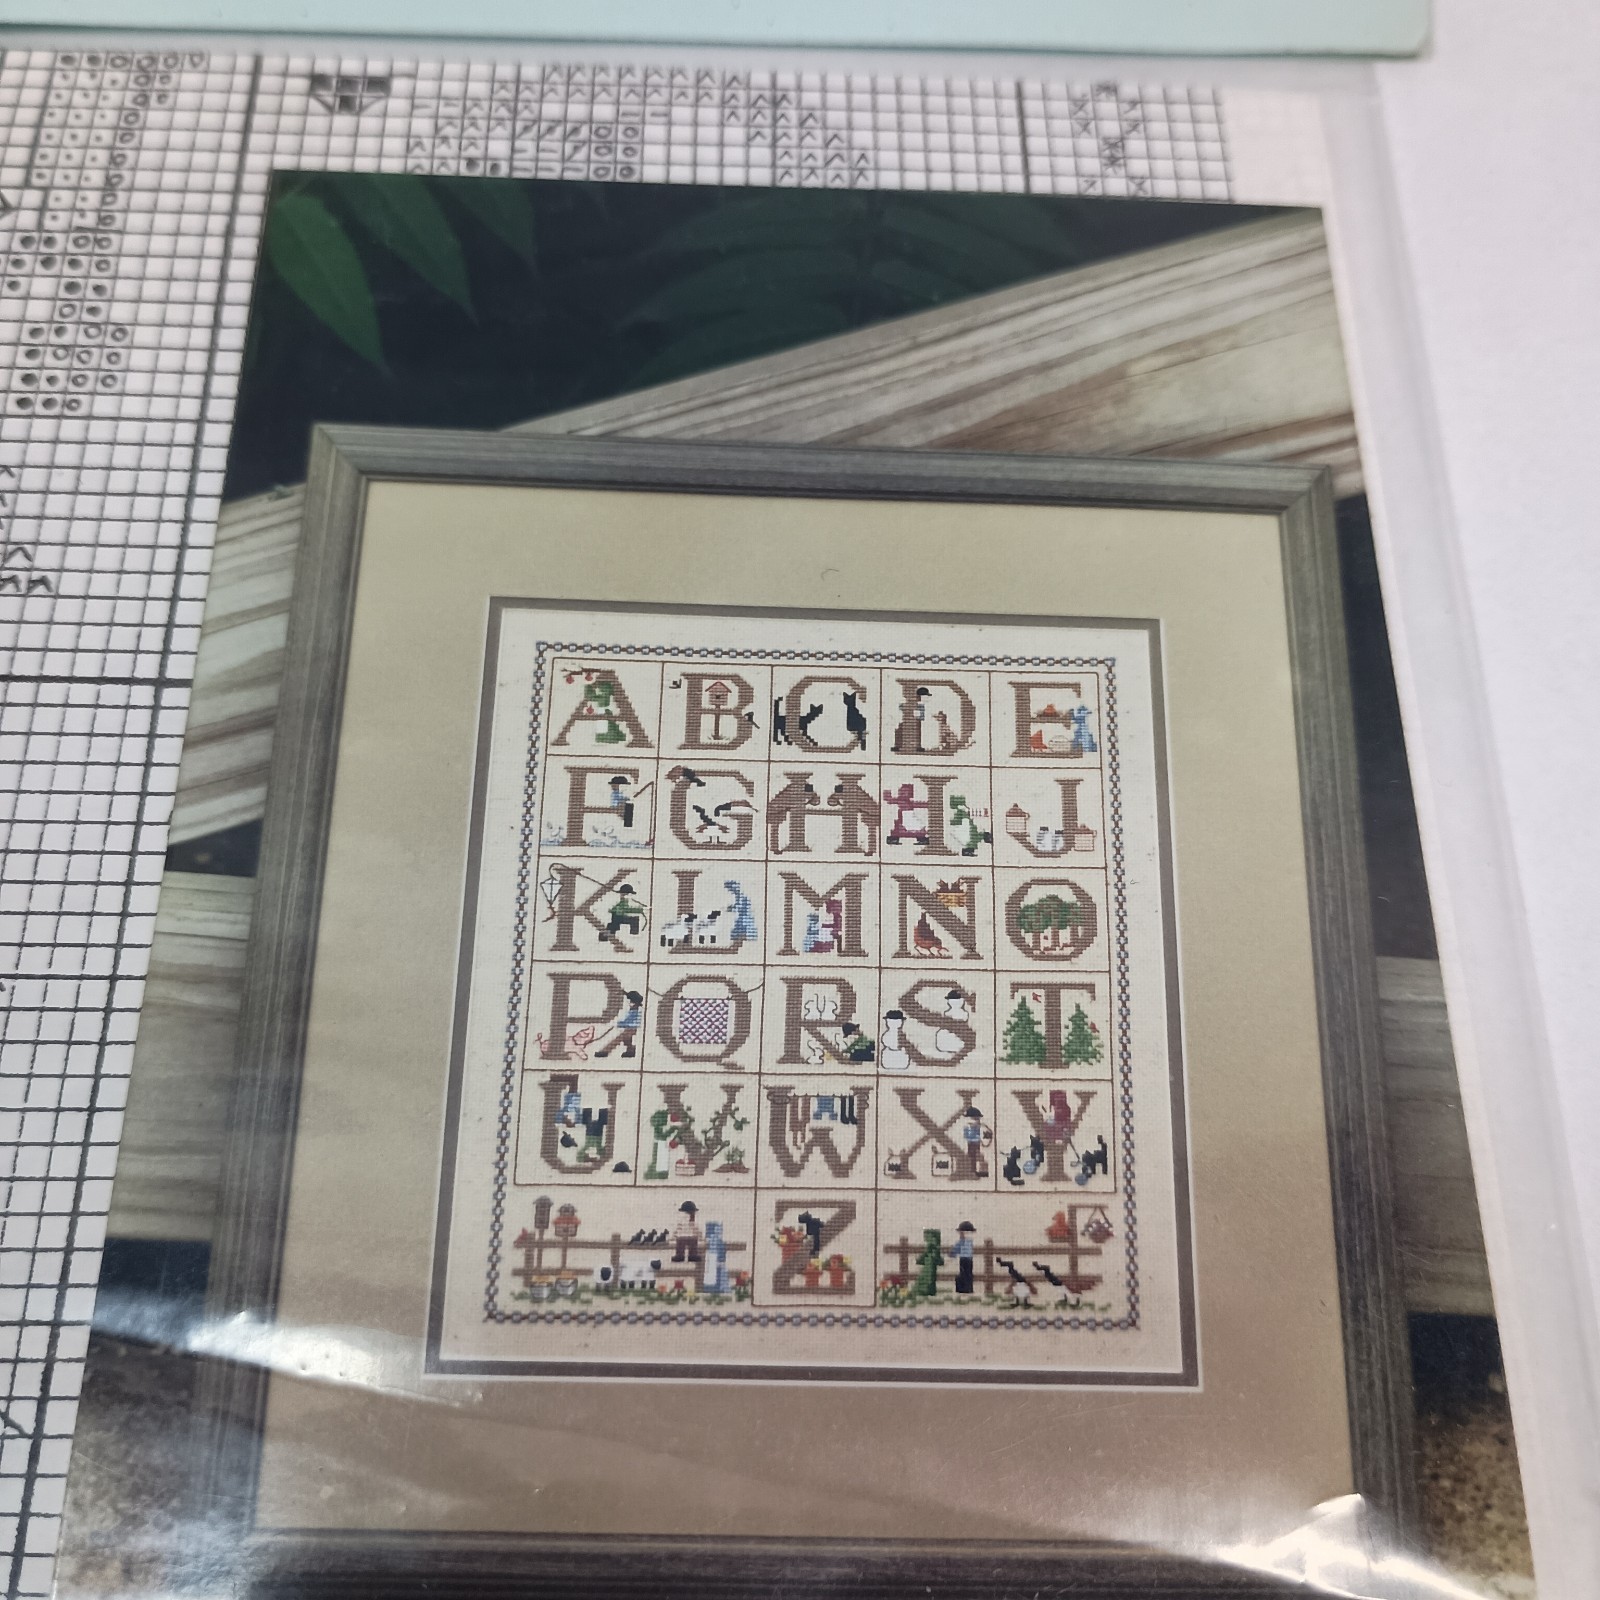 A B C D E
F G H I J
K L M N O
P Q R S T
U V W X Y
Z